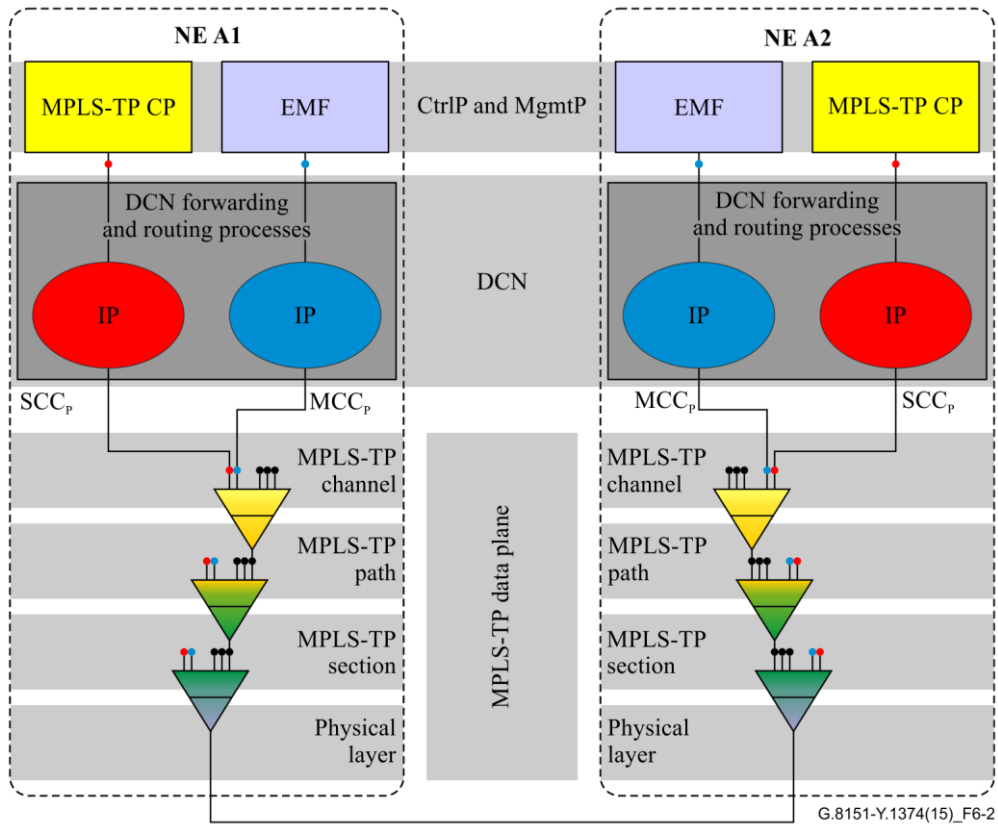 NE A1
MPLS-TP CP
EMF
CtrlP and MgmtP
NE A2
EMF
MPLS-TP CP
DCN forwarding
and routing processes
IP
IP
DCN
DCN forwarding
and routing processes
IP
IP
SCCP
MCCP
MCCP
SCCP
MPLS-TP
channel
MPLS-TP
path
MPLS-TP
section
Physical
layer
MPLS-TP data plane
MPLS-TP
channel
MPLS-TP
path
MPLS-TP
section
Physical
layer
G.8151-Y.1374(15)_F6-2